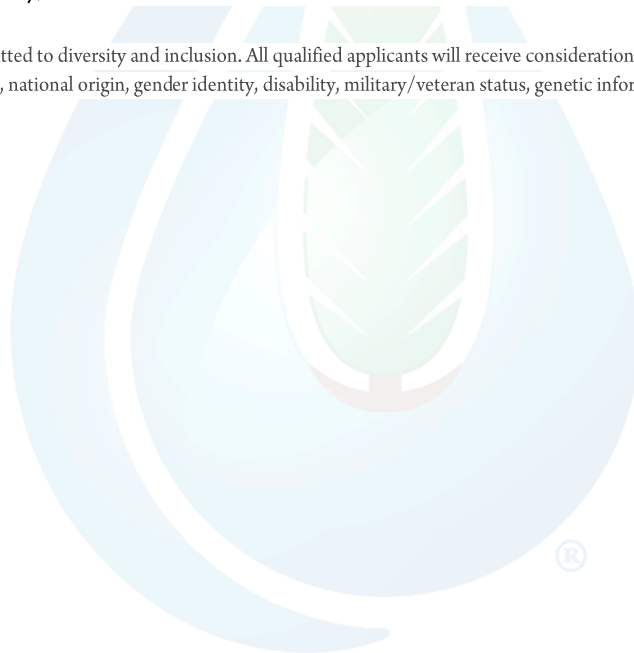 tted to diversity and inclusion. All qualified applicants will receive consideration
, national origin, gender identity, disability, military/veteran status, genetic infor
®